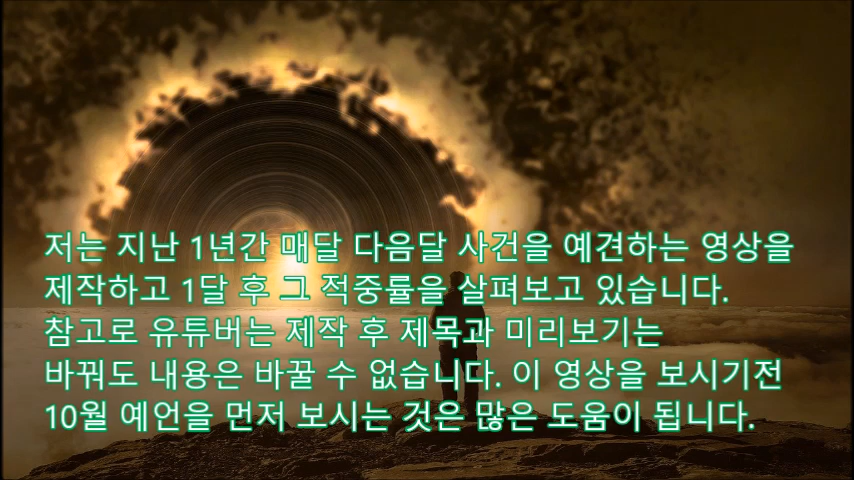 저는 지난 1년간 매달 다음달 사건을 예견하는 영상을
제작하고 1달 후 그 적중률을 살펴보고 있습니다.
참고로 유튜버는 제작 후 제목과 미리보기는
바꿔도 내용은 바꿀 수 없습니다. 이 영상을 보시기전
10월 예언을 먼저 보시는 것은 많은 도움이 됩니다.